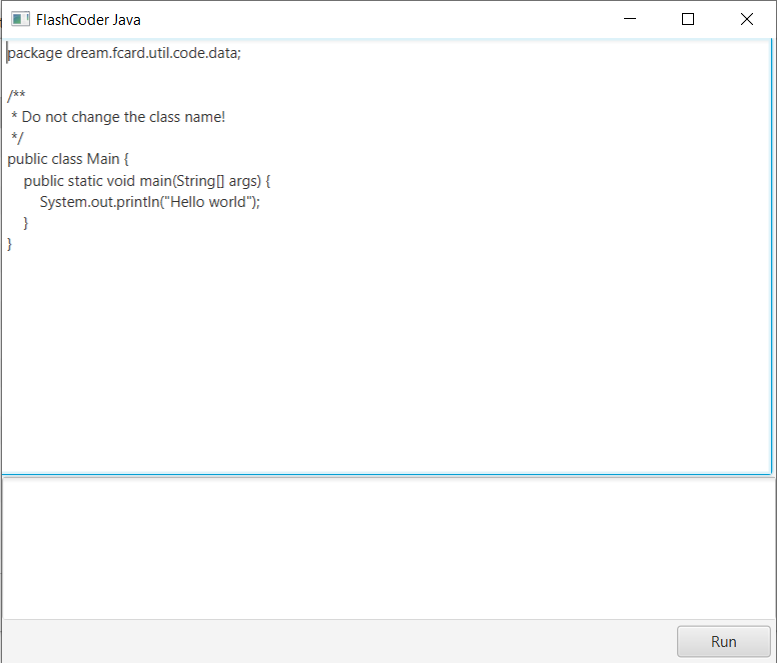 FlashCoder Java
package dream.fcard.util.code.data;

/**
 * Do not change the class name!
 */
public class Main {
    public static void main(String[] args) {
        System.out.println("Hello world");
    }
}
Run